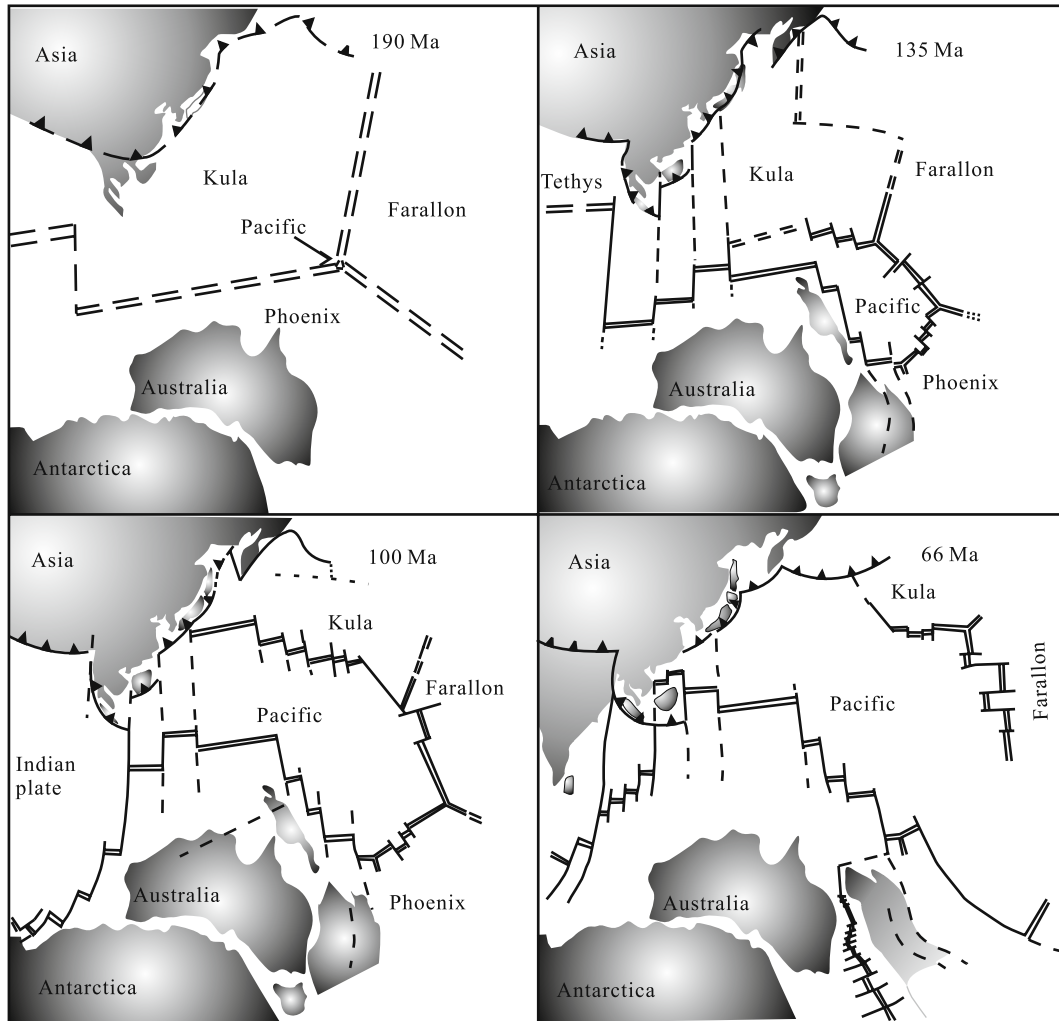 Asia
190 Ma
Kula
Farallon
Pacific
Phoenix
Australia
Antarctica
Asia
135 Ma
Tethys
Kula
Farallon
Pacific
Phoenix
Australia
Antarctica
Asia
100 Ma
Kula
Farallon
Pacific
Indian
plate
Australia
Phoenix
Antarctica
Asia
66 Ma
Kula
Farallon
Pacific
Australia
Antarctica